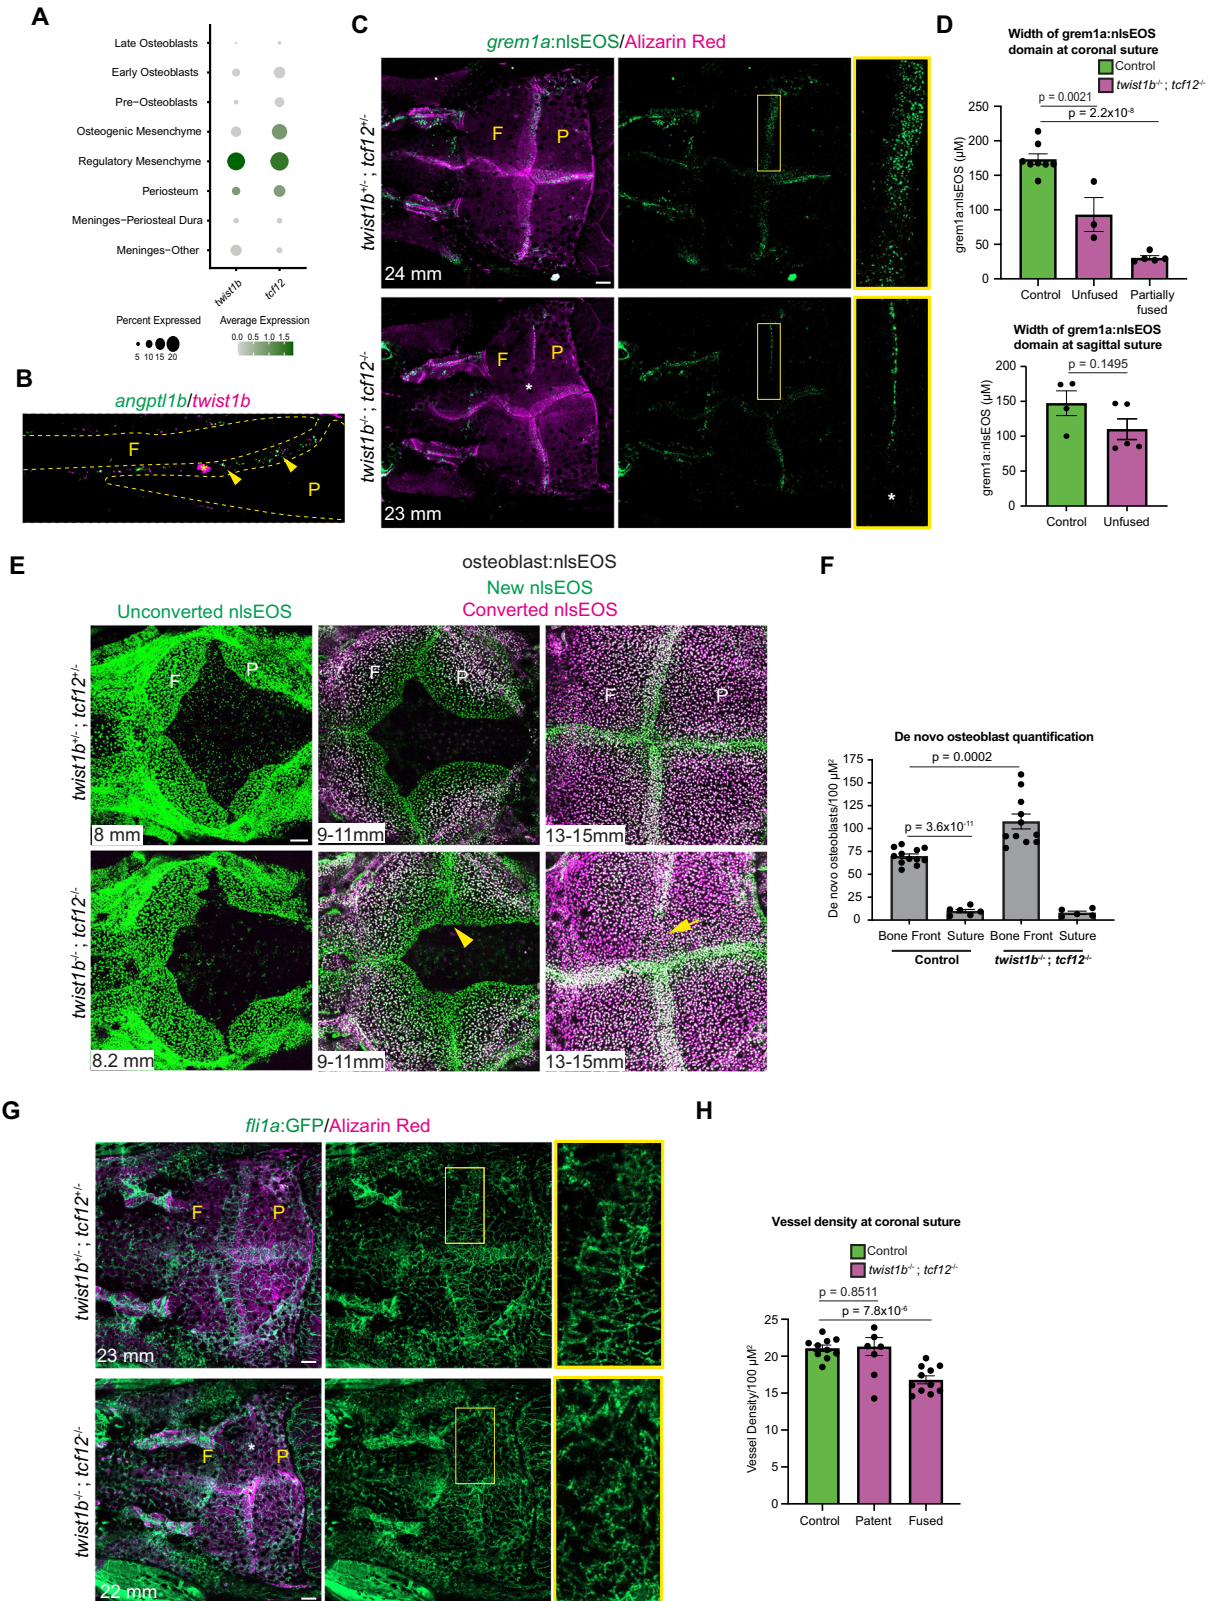 A
Late Osteoblasts
Early Osteoblasts
Pre-Osteoblasts
Osteogenic Mesenchyme
Regulatory Mesenchyme
Periosteum
Meninges-Periosteal Dura
Meninges-Other
twist1b
tcf12
Percent Expressed
5 10 15 20
Average Expression
0.0 0.5 1.0 1.5
B
angptl1b/twist1b
F
P
C
grem1a:nlsEOS/Alizarin Red
twist1b+/-; tcf12+/-
F
P
24 mm
twist1b-/-; tcf12-/-
F
P
*
23 mm
*
D
Width of grem1a:nlsEOS
domain at coronal suture
Control
twist1b-/-; tcf12-/-
p = 0.0021
p = 2.2x10-8
grem1a:nlsEOS (µM)
250
200
150
100
50
0
Control
Unfused
Partially
fused
Width of grem1a:nlsEOS
domain at sagittal suture
p = 0.1495
grem1a:nlsEOS (µM)
200
150
100
50
0
Control
Unfused
E
osteoblast:nlsEOS
New nlsEOS
Unconverted nlsEOS
Converted nlsEOS
twist1b+/-; tcf12+/-
F
P
8 mm
F
P
9-11mm
F
P
13-15mm
twist1b-/-; tcf12-/-
8.2 mm
9-11mm
13-15mm
F
De novo osteoblast quantification
p = 0.0002
p = 3.6x10-11
De novo osteoblasts/100 µM2
175
150
125
100
75
50
25
0
Bone Front Suture Bone Front Suture
Control
twist1b-/-; tcf12-/-
G
fli1a:GFP/Alizarin Red
twist1b+/-; tcf12+/-
F
P
23 mm
twist1b-/-; tcf12-/-
F
*
P
22 mm
H
Vessel density at coronal suture
Control
twist1b-/-; tcf12-/-
p = 0.8511
p = 7.8x10-6
Vessel Density/100 µM2
25
20
15
10
5
0
Control
Patent
Fused